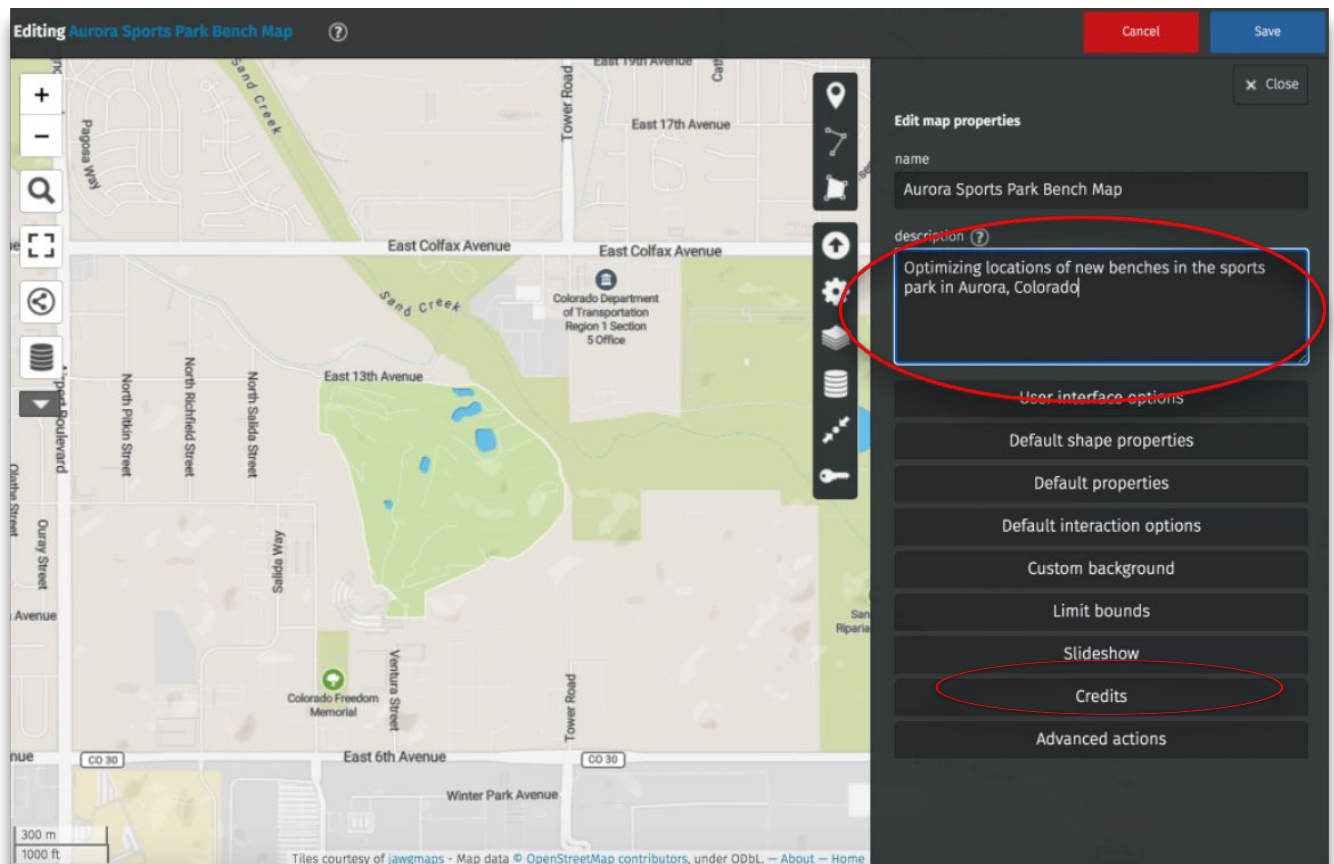 Editing Aurora Sports Park Bench Map ?
Cancel
Save
× Close
Edit map properties
name
Aurora Sports Park Bench Map
description ?
Optimizing locations of new benches in the sports
park in Aurora, Colorado
User interface options
Default shape properties
Default properties
Default interaction options
Custom background
Limit bounds
Slideshow
Credits
Advanced actions
+
−
Sand Creek
Pagosa Way
East 19th Avenue
Tower Road
East 17th Avenue
East Colfax Avenue
East Colfax Avenue
Sand Creek
Colorado Department
of Transportation
Region 1 Section
5 Office
East 13th Avenue
Airport Boulevard
North Pitkin Street
North Richfield Street
North Salida Street
Olathe Street
Ouray Street
Salida Way
Avenue
Colorado Freedom
Memorial
Ventura Street
Tower Road
CO 30
East 6th Avenue
CO 30
Winter Park Avenue
300 m
1000 ft
Tiles courtesy of jawgmaps - Map data © OpenStreetMap contributors, under ODbL. — About — Home